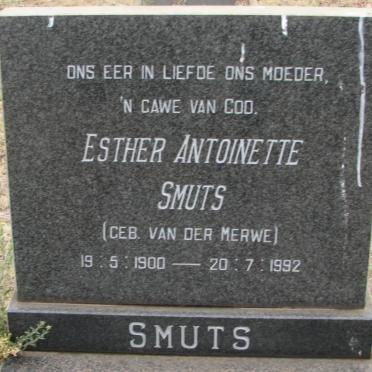 ONS EER IN LIEFDE ONS MOEDER,
'N GAWE VAN GOD.
ESTHER ANTOINETTE
SMUTS
(GEB. VAN DER MERWE)
19 : 5 : 1900 — 20 : 7 : 1992
SMUTS